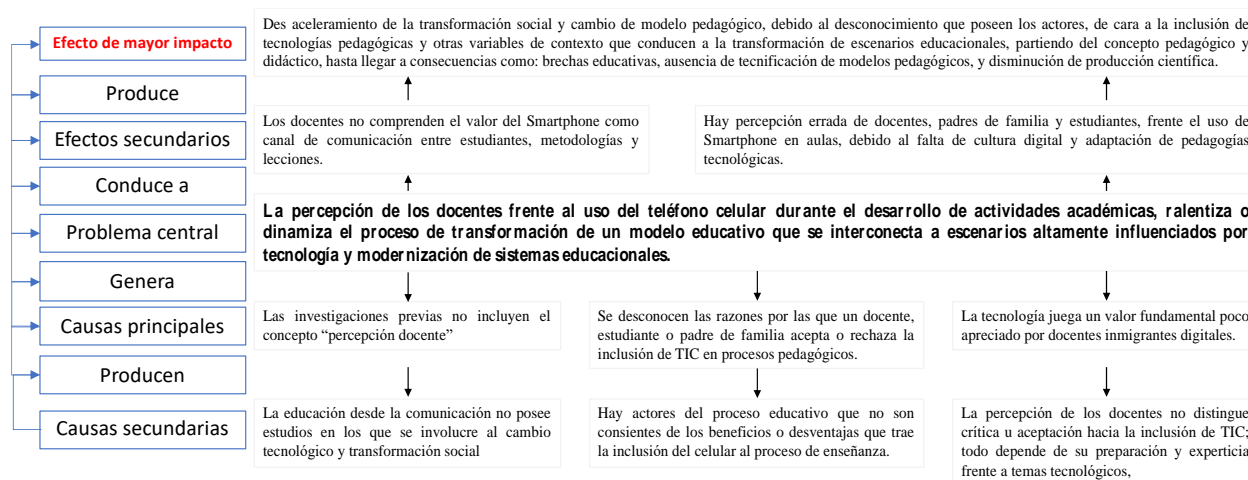 Efecto de mayor impacto
Des aceleramiento de la transformación social y cambio de modelo pedagógico, debido al desconocimiento que poseen los actores, de cara a la inclusión de
tecnologías pedagógicas y otras variables de contexto que conducen a la transformación de escenarios educacionales, partiendo del concepto pedagógico y
didáctico, hasta llegar a consecuencias como: brechas educativas, ausencia de tecnificación de modelos pedagógicos, y disminución de producción científica.
Produce
Efectos secundarios
Los docentes no comprenden el valor del Smartphone como
canal de comunicación entre estudiantes, metodologías y
lecciones.
Hay percepción errada de docentes, padres de familia y estudiantes, frente el uso de
Smartphone en aulas, debido al falta de cultura digital y adaptación de pedagogías
tecnológicas.
Conduce a
Problema central
La percepción de los docentes frente al uso del teléfono celular durante el desarrollo de actividades académicas, ralentiza o
dinamiza el proceso de transformación de un modelo educativo que se interconecta a escenarios altamente influenciados por
tecnología y modernización de sistemas educacionales.
Genera
Causas principales
Las investigaciones previas no incluyen el
concepto “percepción docente”
Se desconocen las razones por las que un docente,
estudiante o padre de familia acepta o rechaza la
inclusión de TIC en procesos pedagógicos.
La tecnología juega un valor fundamental poco
apreciado por docentes inmigrantes digitales.
Producen
Causas secundarias
La educación desde la comunicación no posee
estudios en los que se involucre al cambio
tecnológico y transformación social
Hay actores del proceso educativo que no son
consientes de los beneficios o desventajas que trae
la inclusión del celular al proceso de enseñanza.
La percepción de los docentes no distingue
crítica u aceptación hacia la inclusión de TIC;
todo depende de su preparación y experticia
frente a temas tecnológicos,